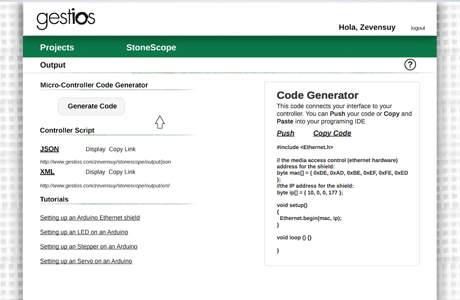 gestios
Hola, Zevensuy
logout
Projects
StoneScope
Output
?
Micro-Controller Code Generator
Generate Code
Controller Script
JSON Display Copy Link
http://www.gestios.com/zevensuy/stonescope/output/json
XML Display Copy Link
http://www.gestios.com/zevensuy/stonescope/output/xml/
Tutorials
Setting up an Arduino Ethernet shield
Setting up an LED on an Arduino
Setting up an Stepper on an Arduino
Setting up an Servo on an Arduino
Code Generator
This code connects your interface to your
controller. You can Push your code or Copy and
Paste into your programing IDE
Push Copy Code
#include <Ethernet.h>
// the media access control (ethernet hardware)
address for the shield:
byte mac[] = { 0xDE, 0xAD, 0xBE, 0xEF, 0xFE, 0xED
};
//the IP address for the shield:
byte ip[] = { 10, 0, 0, 177 };
void setup()
{
Ethernet.begin(mac, ip);
}
void loop () {}
}